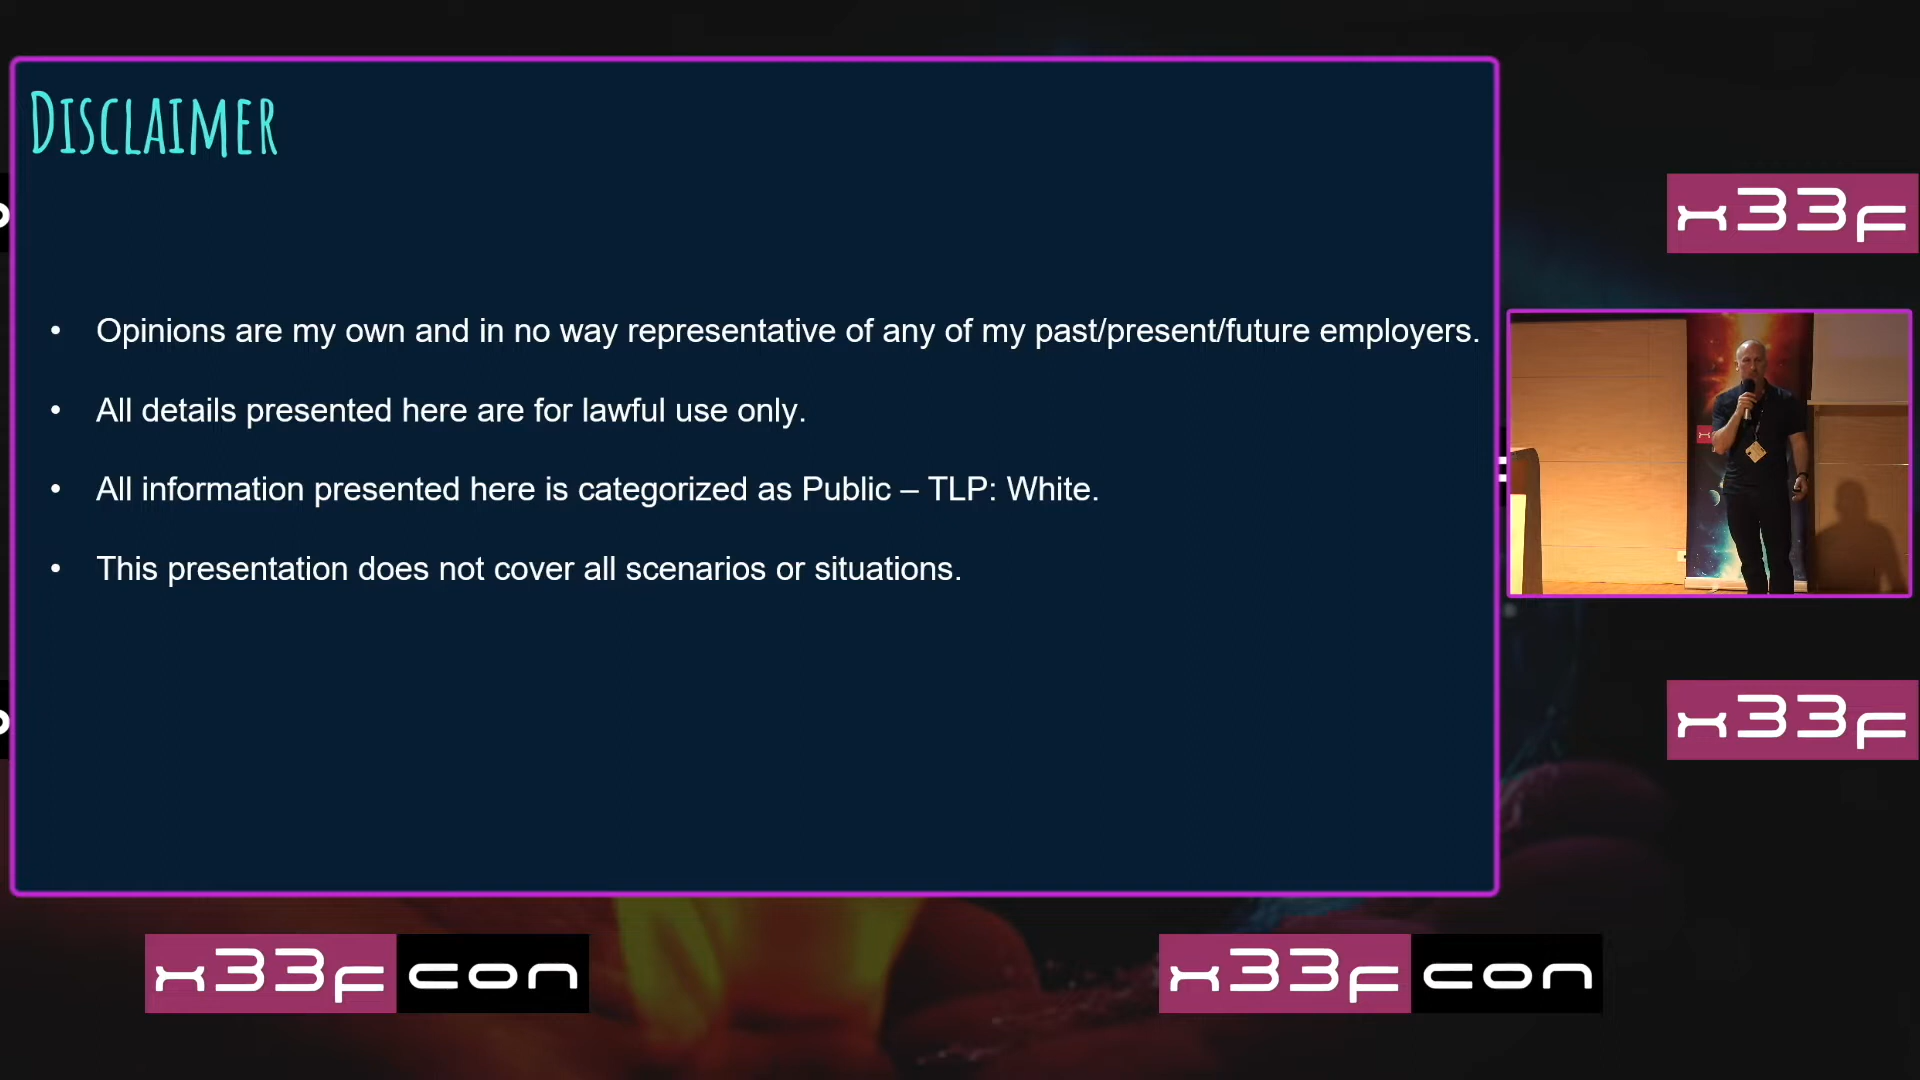 Disclaimer
• Opinions are my own and in no way representative of any of my past/present/future employers.
• All details presented here are for lawful use only.
• All information presented here is categorized as Public – TLP: White.
• This presentation does not cover all scenarios or situations.
x33f
x33f
x33fcon
x33fcon